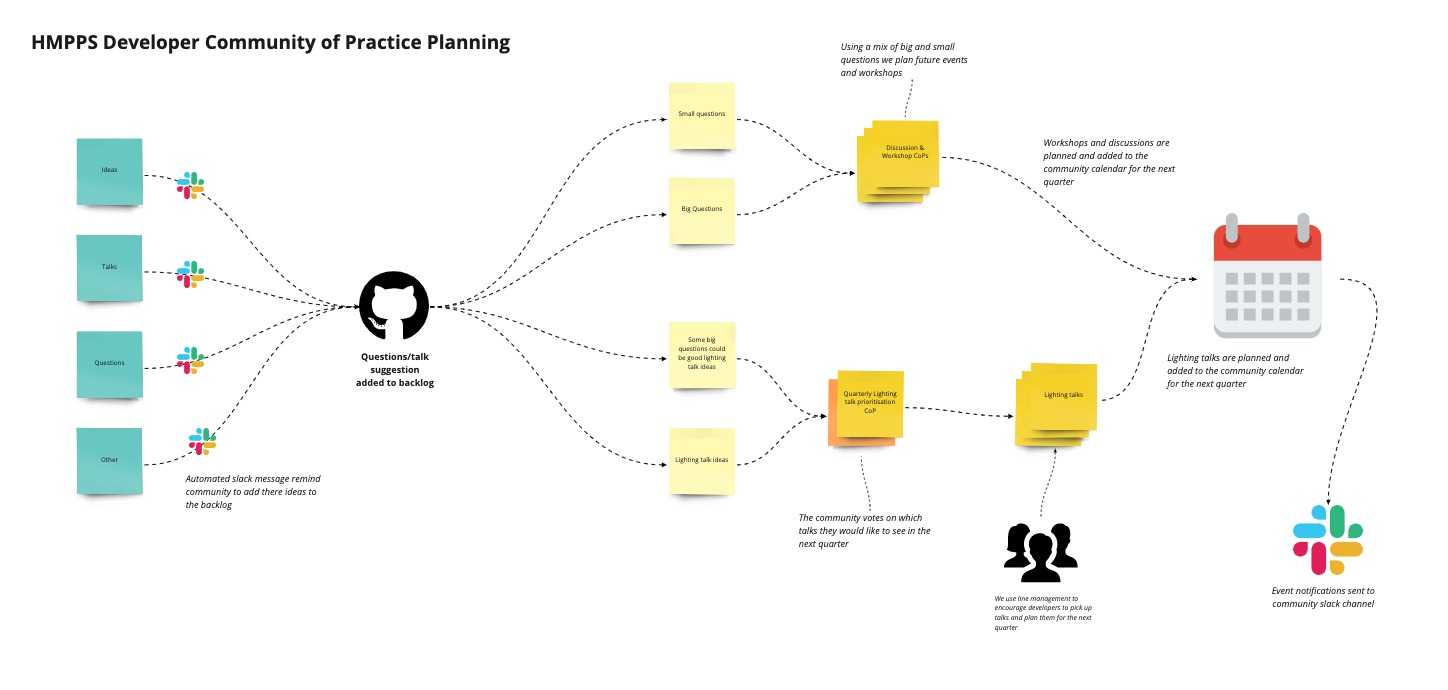 HMPPS Developer Community of Practice Planning
Ideas
Talks
Questions
Other
Automated slack message remind
community to add there ideas to
the backlog
Questions/talk
suggestion
added to backlog
Small questions
Big Questions
Some big
questions could
be good lighting
talk ideas
Lighting talk ideas
Using a mix of big and small
questions we plan future events
and workshops
Discussion &
Workshop CoPs
Quarterly Lighting
talk prioritisation
CoP
The community votes on which
talks they would like to see in the
next quarter
Lighting talks
We use line management to
encourage developers to pick up
talks and plan them for the next
quarter
Workshops and discussions are
planned and added to the
community calendar for the next
quarter
Lighting talks are planned and
added to the community calendar
for the next quarter
Event notifications sent to
community slack channel